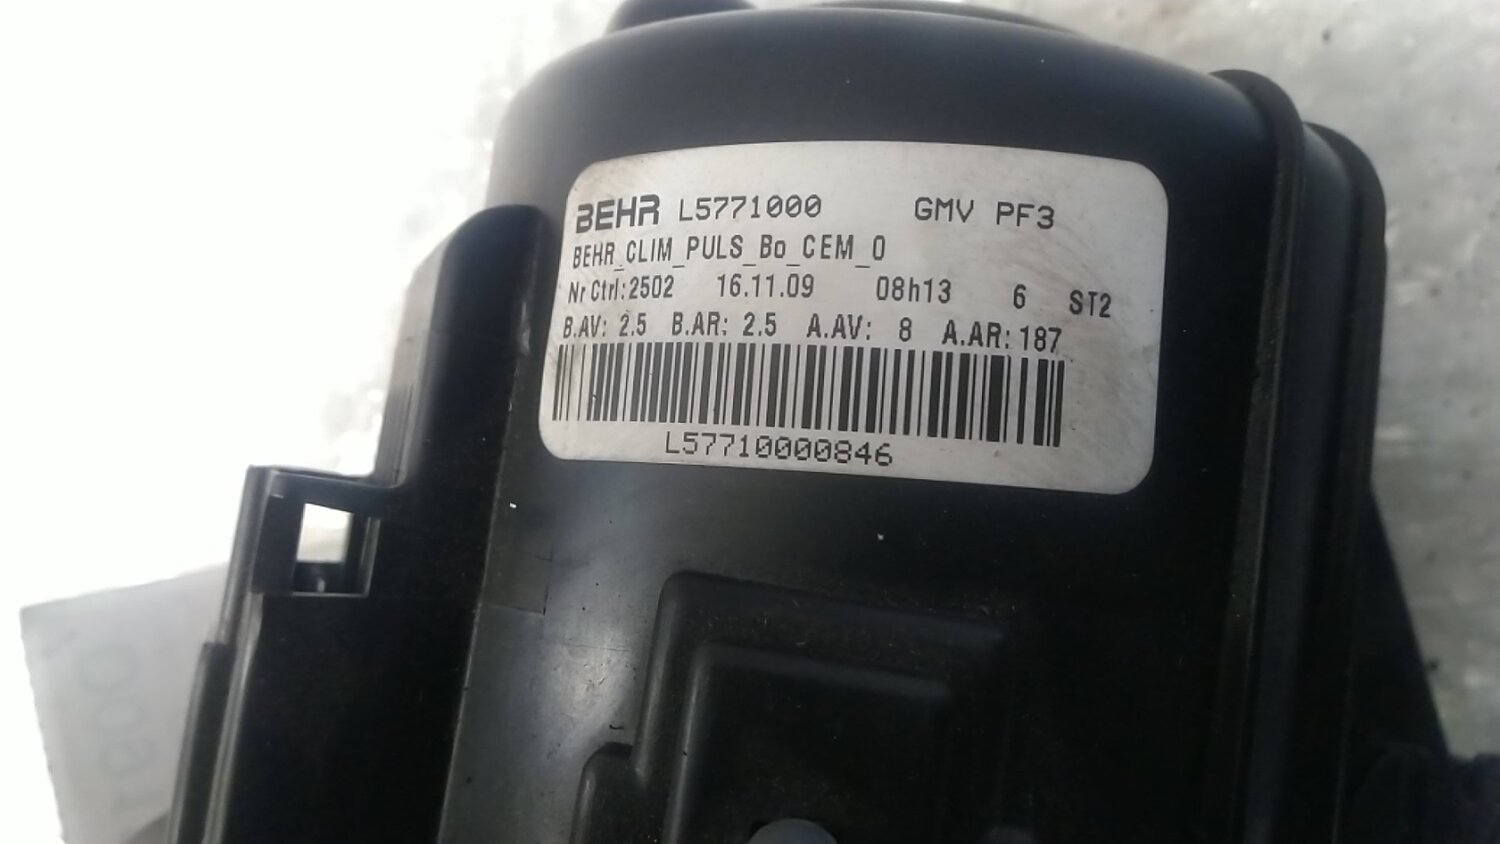 BEHR L5771000 GMV PF3
BEHR_CLIM_PULS_Bo_CEM_O
Nr Ctrl:2502 16.11.09 08h13 6 ST2
B.AV: 2.5 B.AR: 2.5 A.AV: 8 A.AR:187
L57710000846